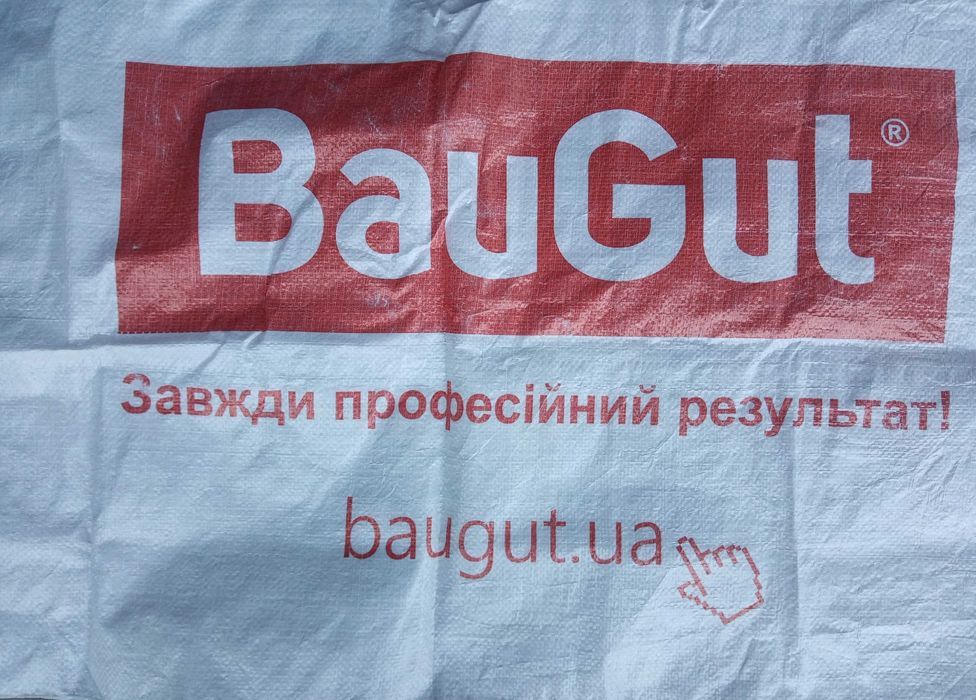 BauGut®
Завжди професійний результат!
baugut.ua